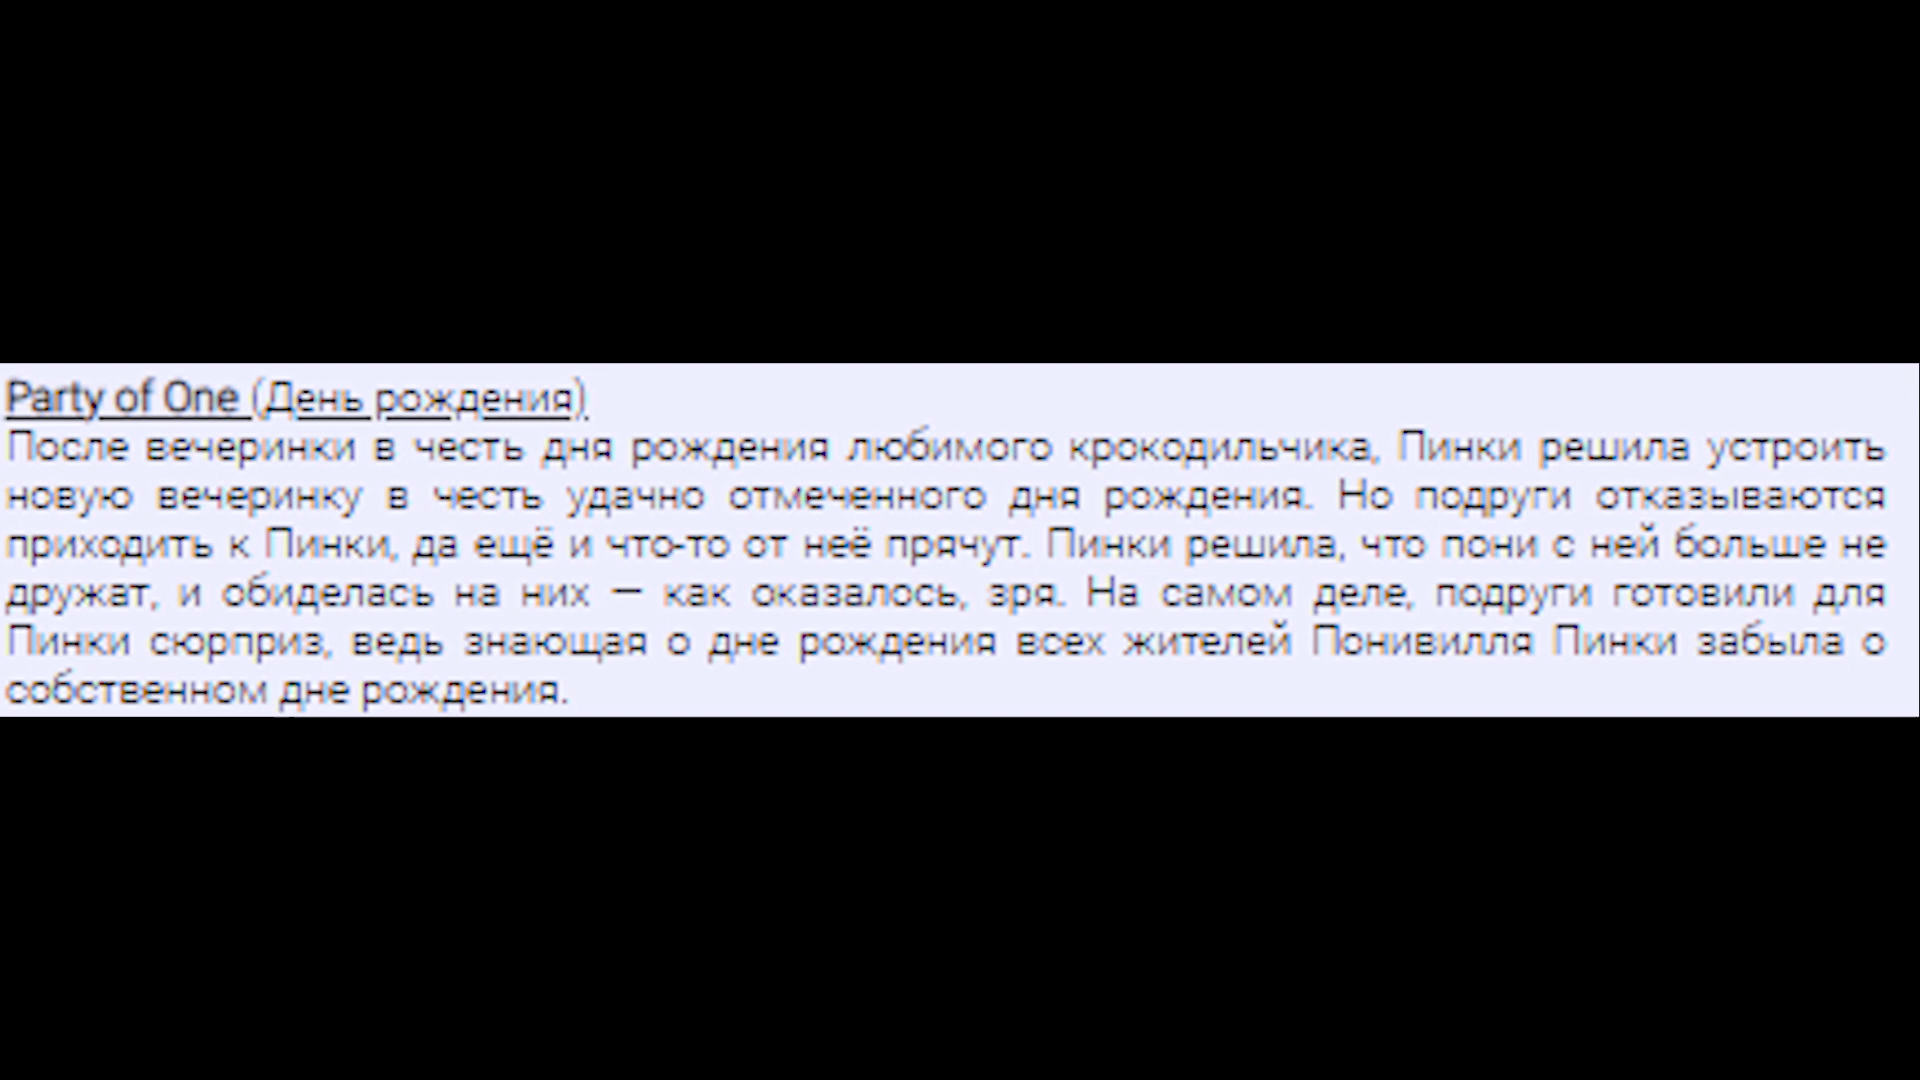 Party of One (День рождения)
После вечеринки в честь дня рождения любимого крокодильчика, Пинки решила устроить
новую вечеринку в честь удачно отмеченного дня рождения. Но подруги отказываются
приходить к Пинки, да ещё и что-то от неё прячут. Пинки решила, что пони с ней больше не
дружат, и обиделась на них — как оказалось, зря. На самом деле, подруги готовили для
Пинки сюрприз, ведь знающая о дне рождения всех жителей Понивилля Пинки забыла о
собственном дне рождения.